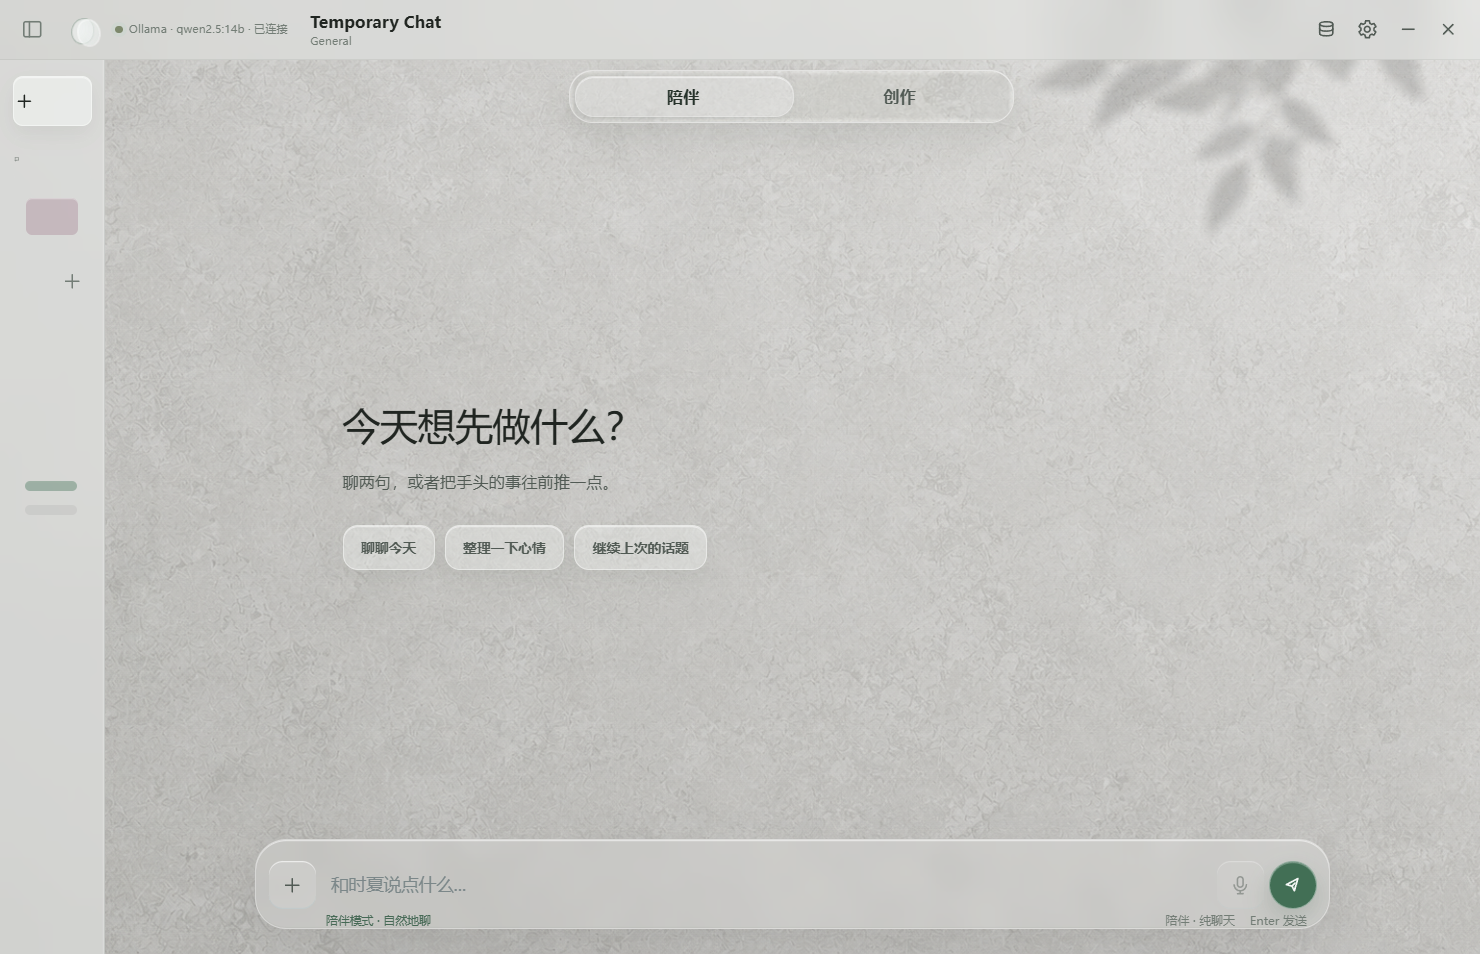 Ollama · qwen2.5:14b · 已连接
Temporary Chat
General
陪伴
创作
今天想先做什么？
聊两句，或者把手头的事往前推一点。
聊聊今天
整理一下心情
继续上次的话题
和时夏说点什么...
陪伴模式 · 自然地聊
陪伴 · 纯聊天
Enter 发送